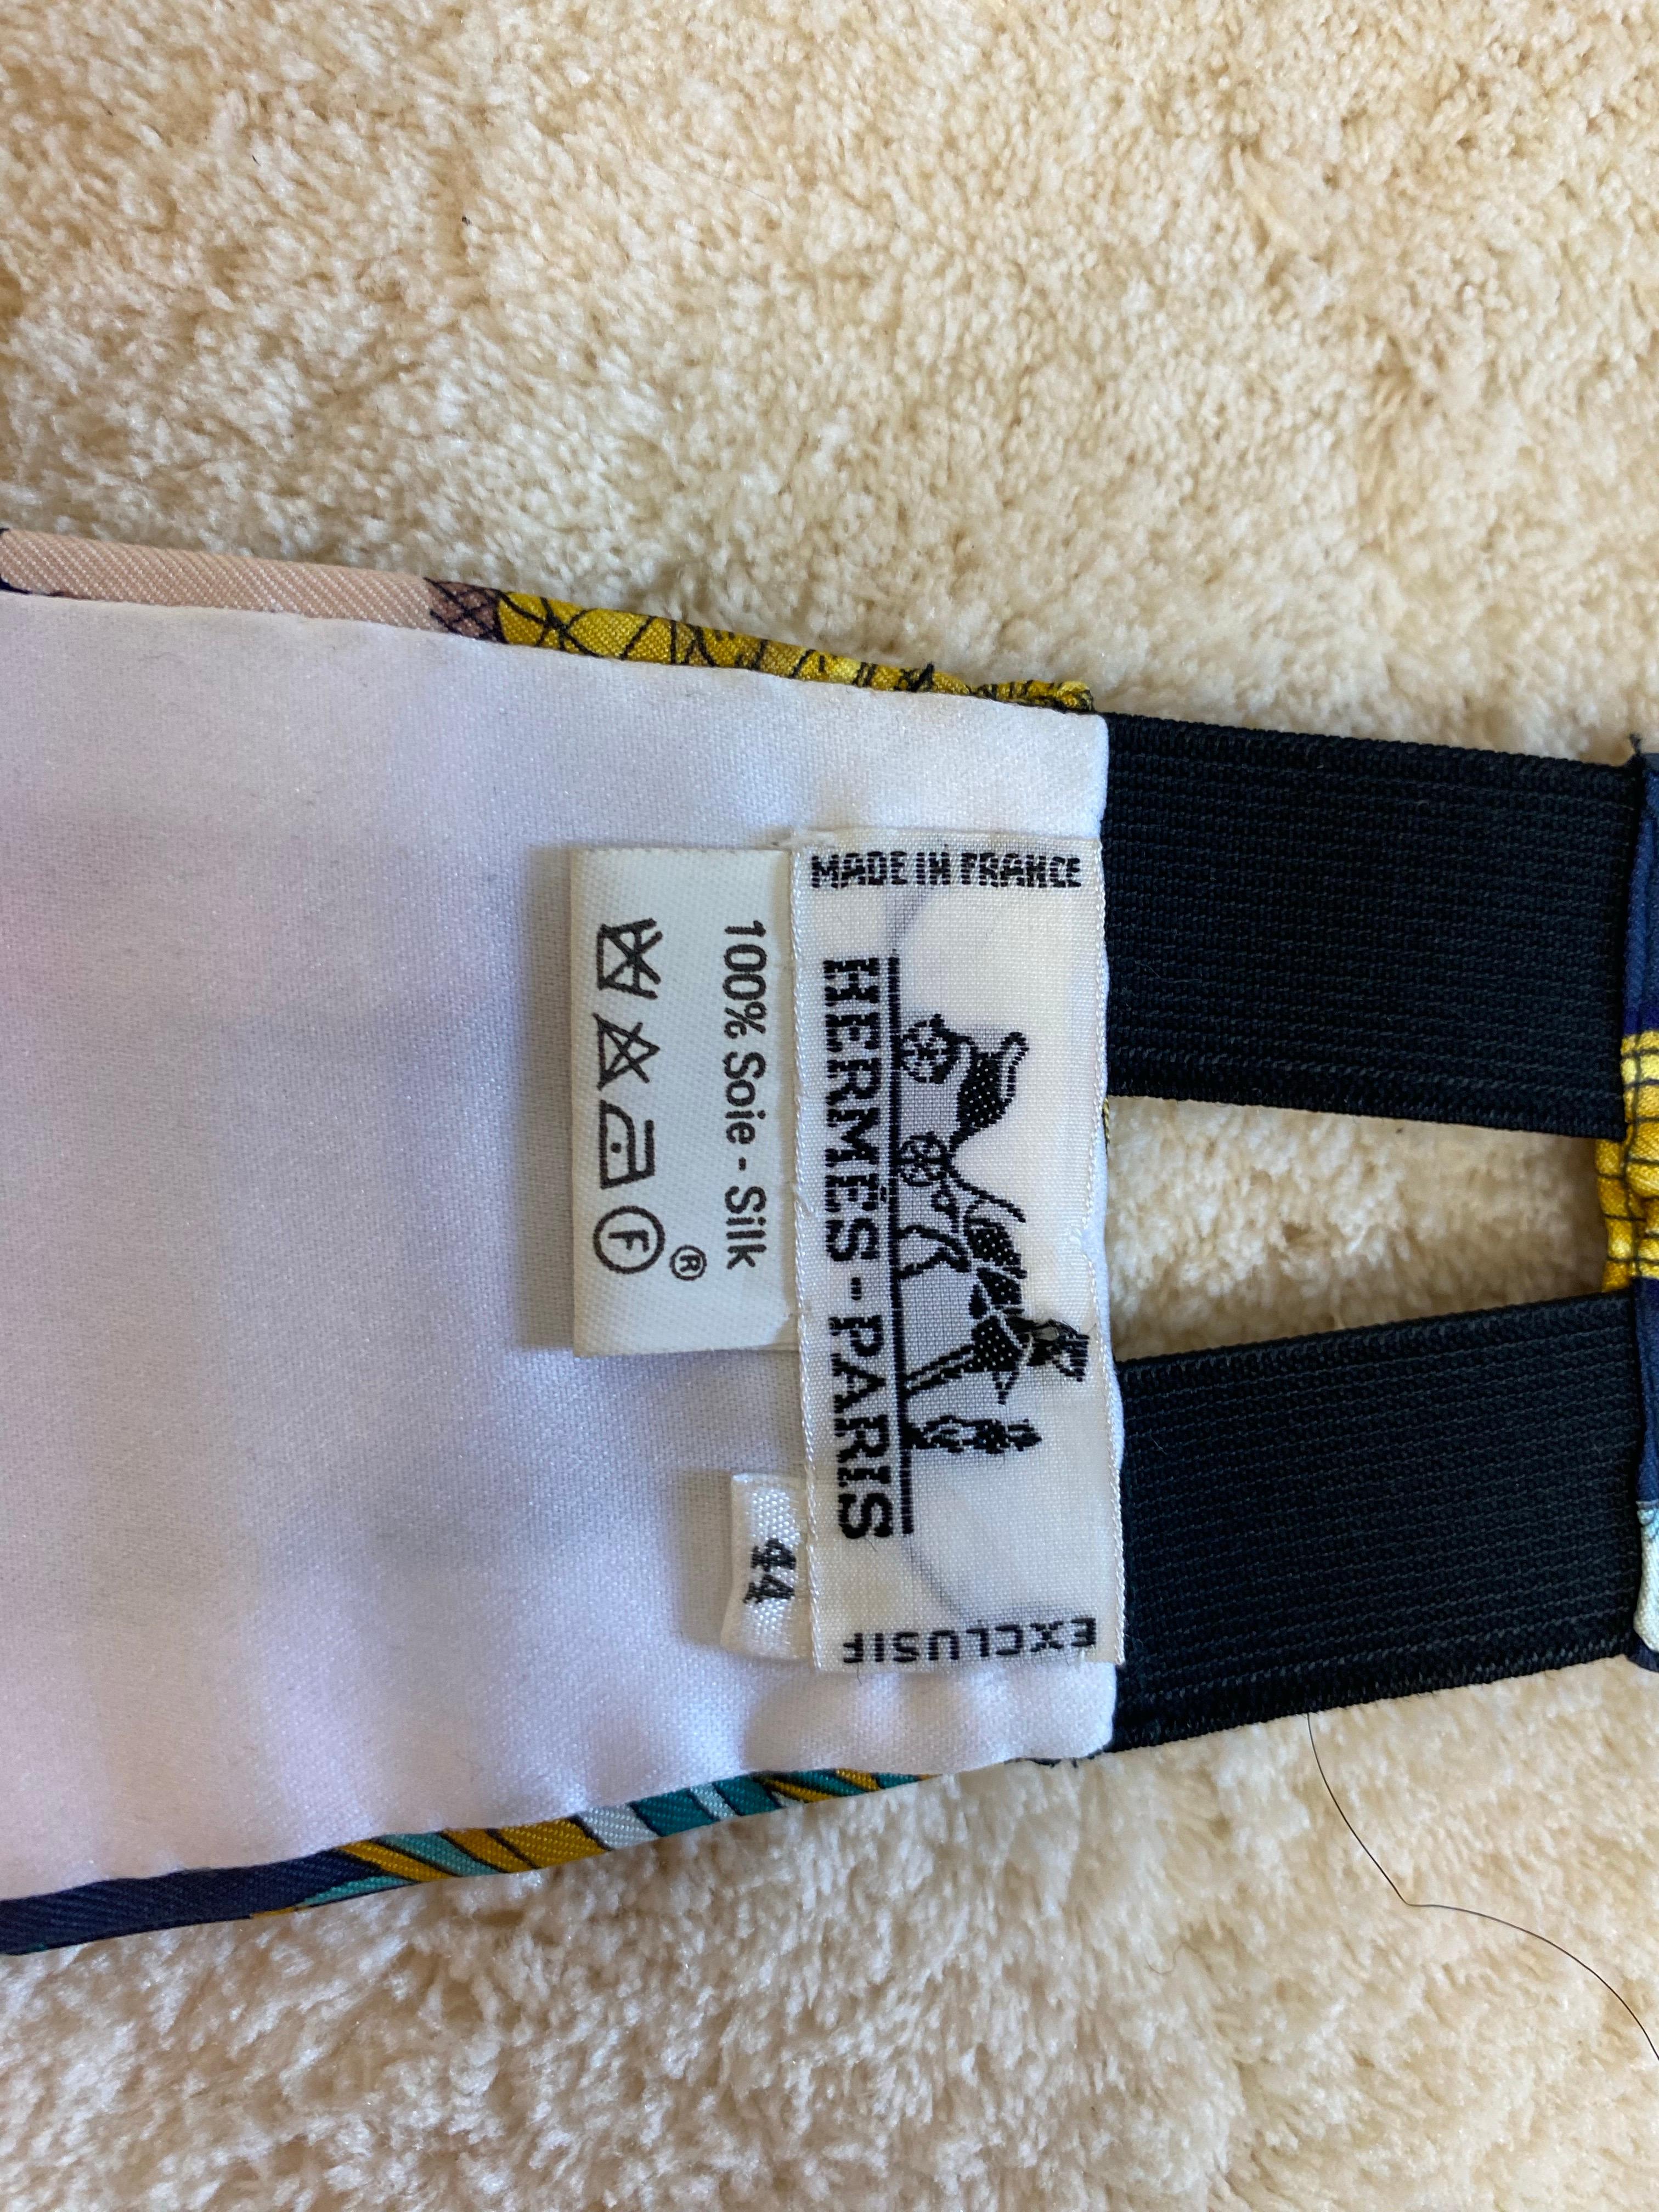 MADE IN FRANCE
HERMÈS-PARIS
EXCLUSIF
100% Soie - Silk
F
®
44